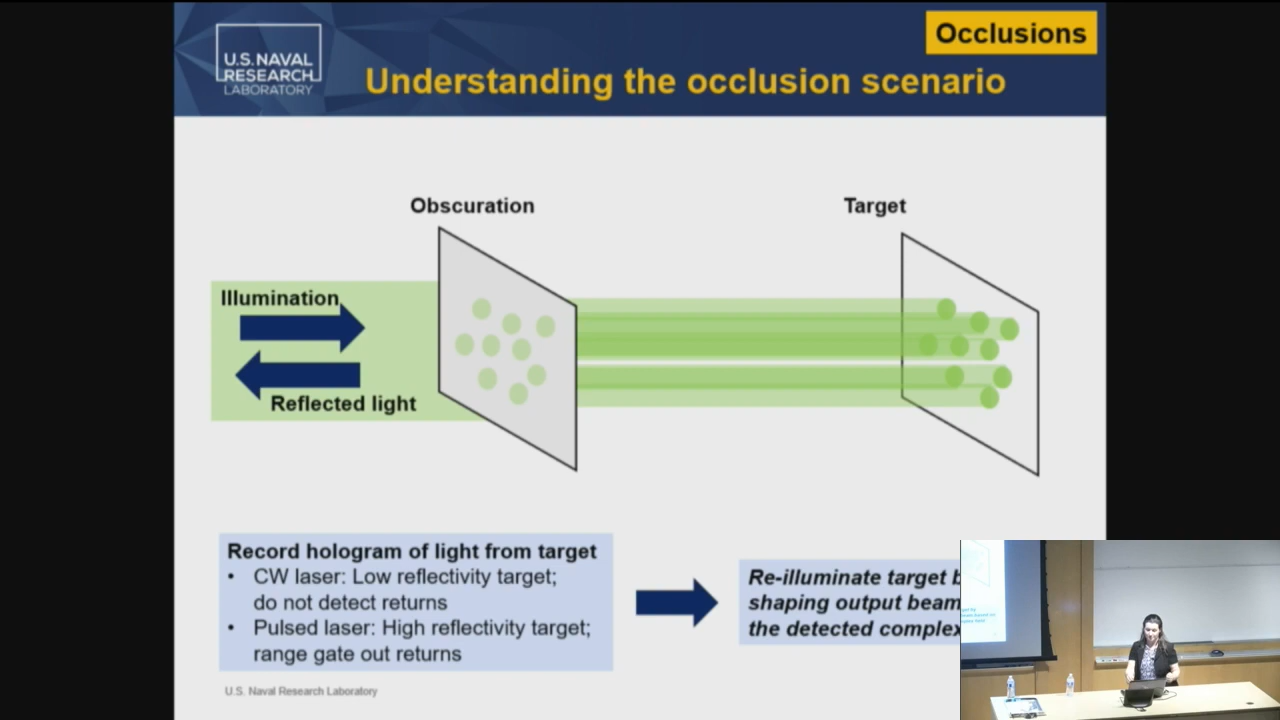 Occlusions
U.S. NAVAL
RESEARCH
LABORATORY
Understanding the occlusion scenario
Obscuration
Target
Illumination
Reflected light
Record hologram of light from target
• CW laser: Low reflectivity target;
do not detect returns
• Pulsed laser: High reflectivity target;
range gate out returns
Re-illuminate target
shaping output beam
the detected complex
U.S. Naval Research Laboratory